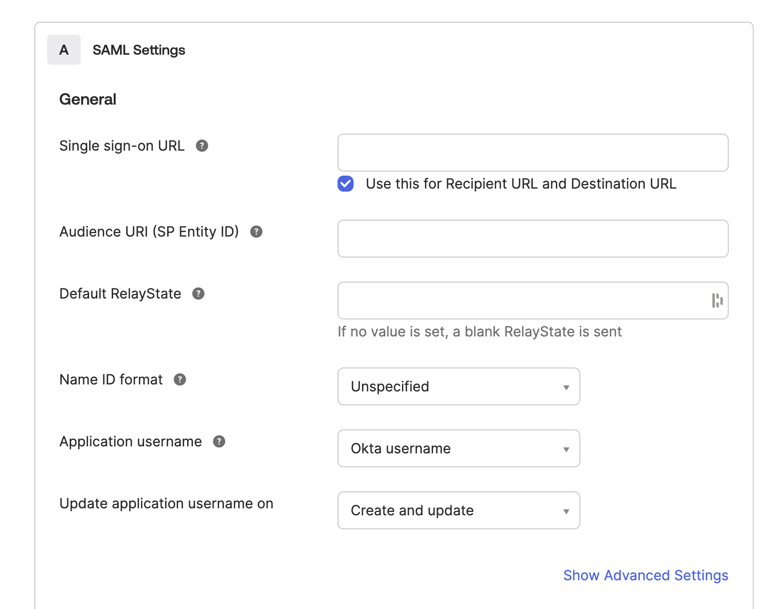 A SAML Settings
General
Single sign-on URL ?
Use this for Recipient URL and Destination URL
Audience URI (SP Entity ID) ?
Default RelayState ?
If no value is set, a blank RelayState is sent
Name ID format ? Unspecified
Application username ? Okta username
Update application username on Create and update
Show Advanced Settings